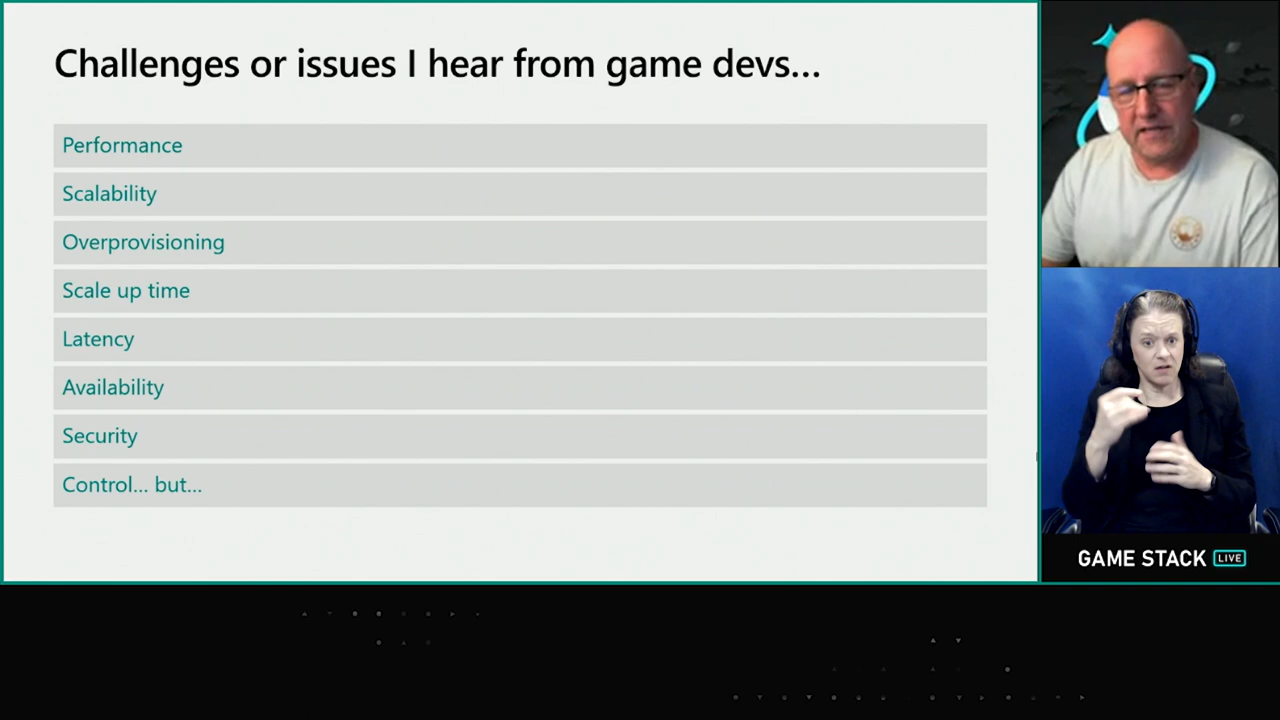 Challenges or issues I hear from game devs...
Performance
Scalability
Overprovisioning
Scale up time
Latency
Availability
Security
Control... but...
GAME STACK LIVE